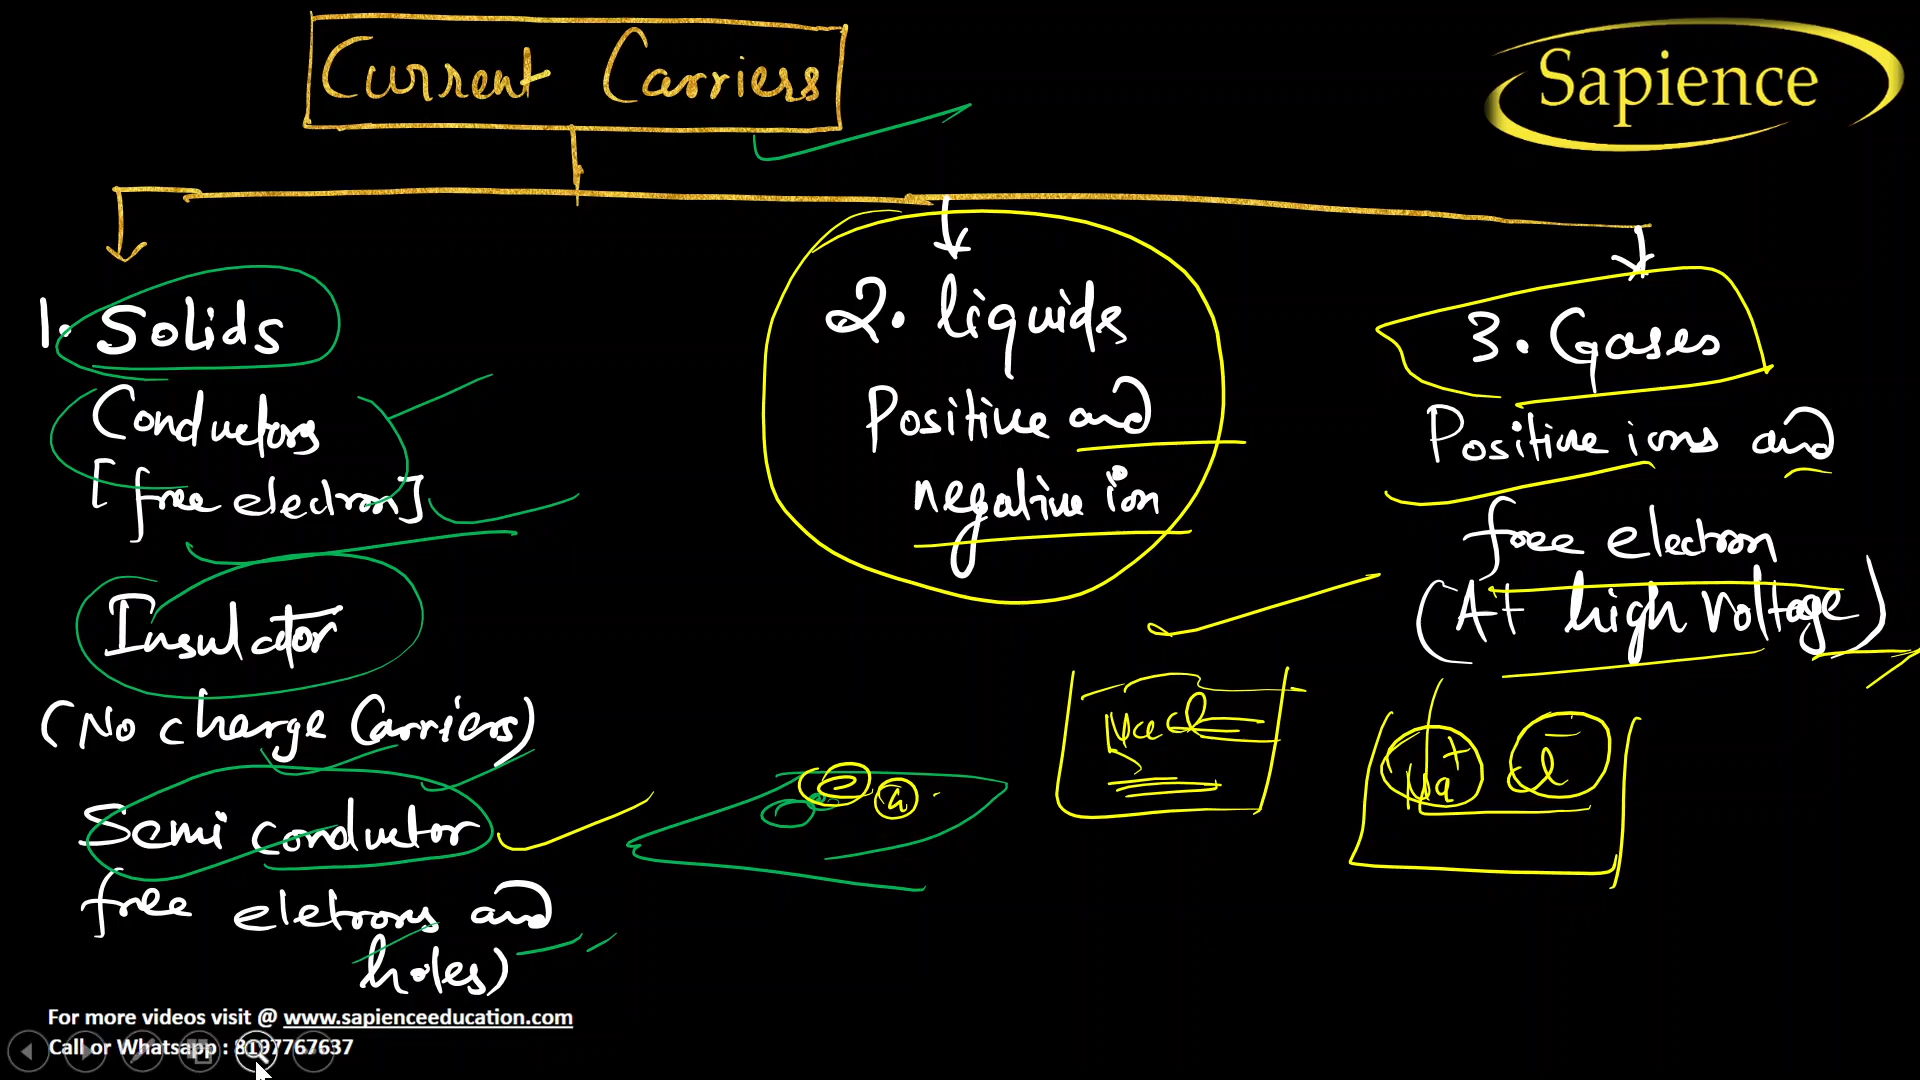 Current Carriers
Sapience
1. Solids
Conductors
[free electron]
Insulator
(No charge Carriers)
Semi conductor
free eletrons and
holes)
2. liquids
Positive and
negative ion
3. Gases
Positive ions and
free electron
(At high voltage)
e
h
Nacl
Na+ cl-
For more videos visit @ www.sapienceeducation.com
Call or Whatsapp : 8197767637